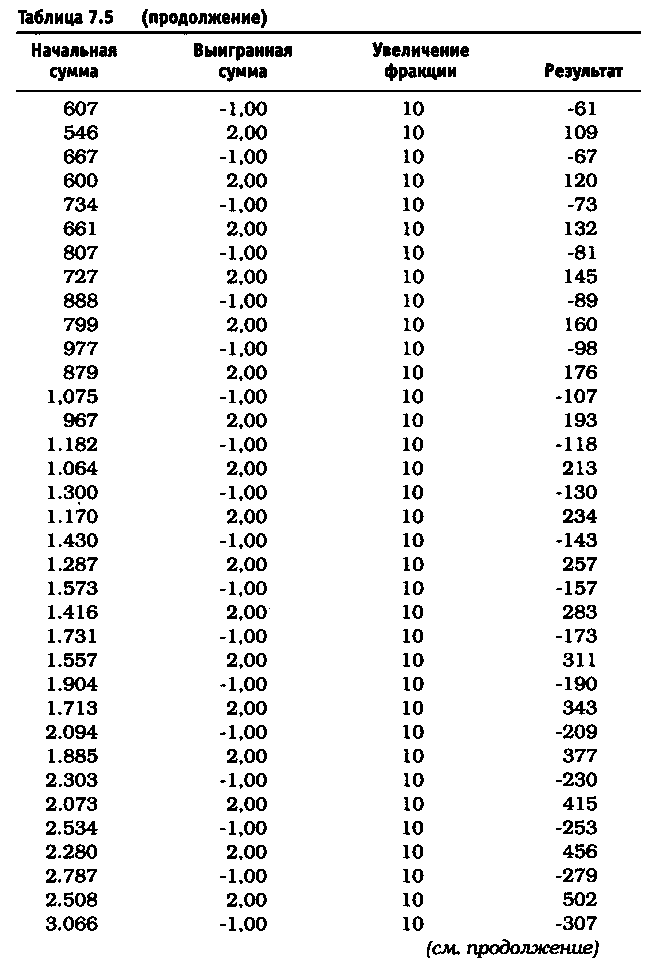 Таблица 7.5 (продолжение)
Начальная сумма Выигранная сумма Увеличение фракции Результат
607 -1,00 10 -61
546 2,00 10 109
667 -1,00 10 -67
600 2,00 10 120
734 -1,00 10 -73
661 2,00 10 132
807 -1,00 10 -81
727 2,00 10 145
888 -1,00 10 -89
799 2,00 10 160
977 -1,00 10 -98
879 2,00 10 176
1,075 -1,00 10 -107
967 2,00 10 193
1.182 -1,00 10 -118
1.064 2,00 10 213
1.300 -1,00 10 -130
1.170 2,00 10 234
1.430 -1,00 10 -143
1.287 2,00 10 257
1.573 -1,00 10 -157
1.416 2,00 10 283
1.731 -1,00 10 -173
1.557 2,00 10 311
1.904 -1,00 10 -190
1.713 2,00 10 343
2.094 -1,00 10 -209
1.885 2,00 10 377
2.303 -1,00 10 -230
2.073 2,00 10 415
2.534 -1,00 10 -253
2.280 2,00 10 456
2.787 -1,00 10 -279
2.508 2,00 10 502
3.066 -1,00 10 -307
(см. продолжение)